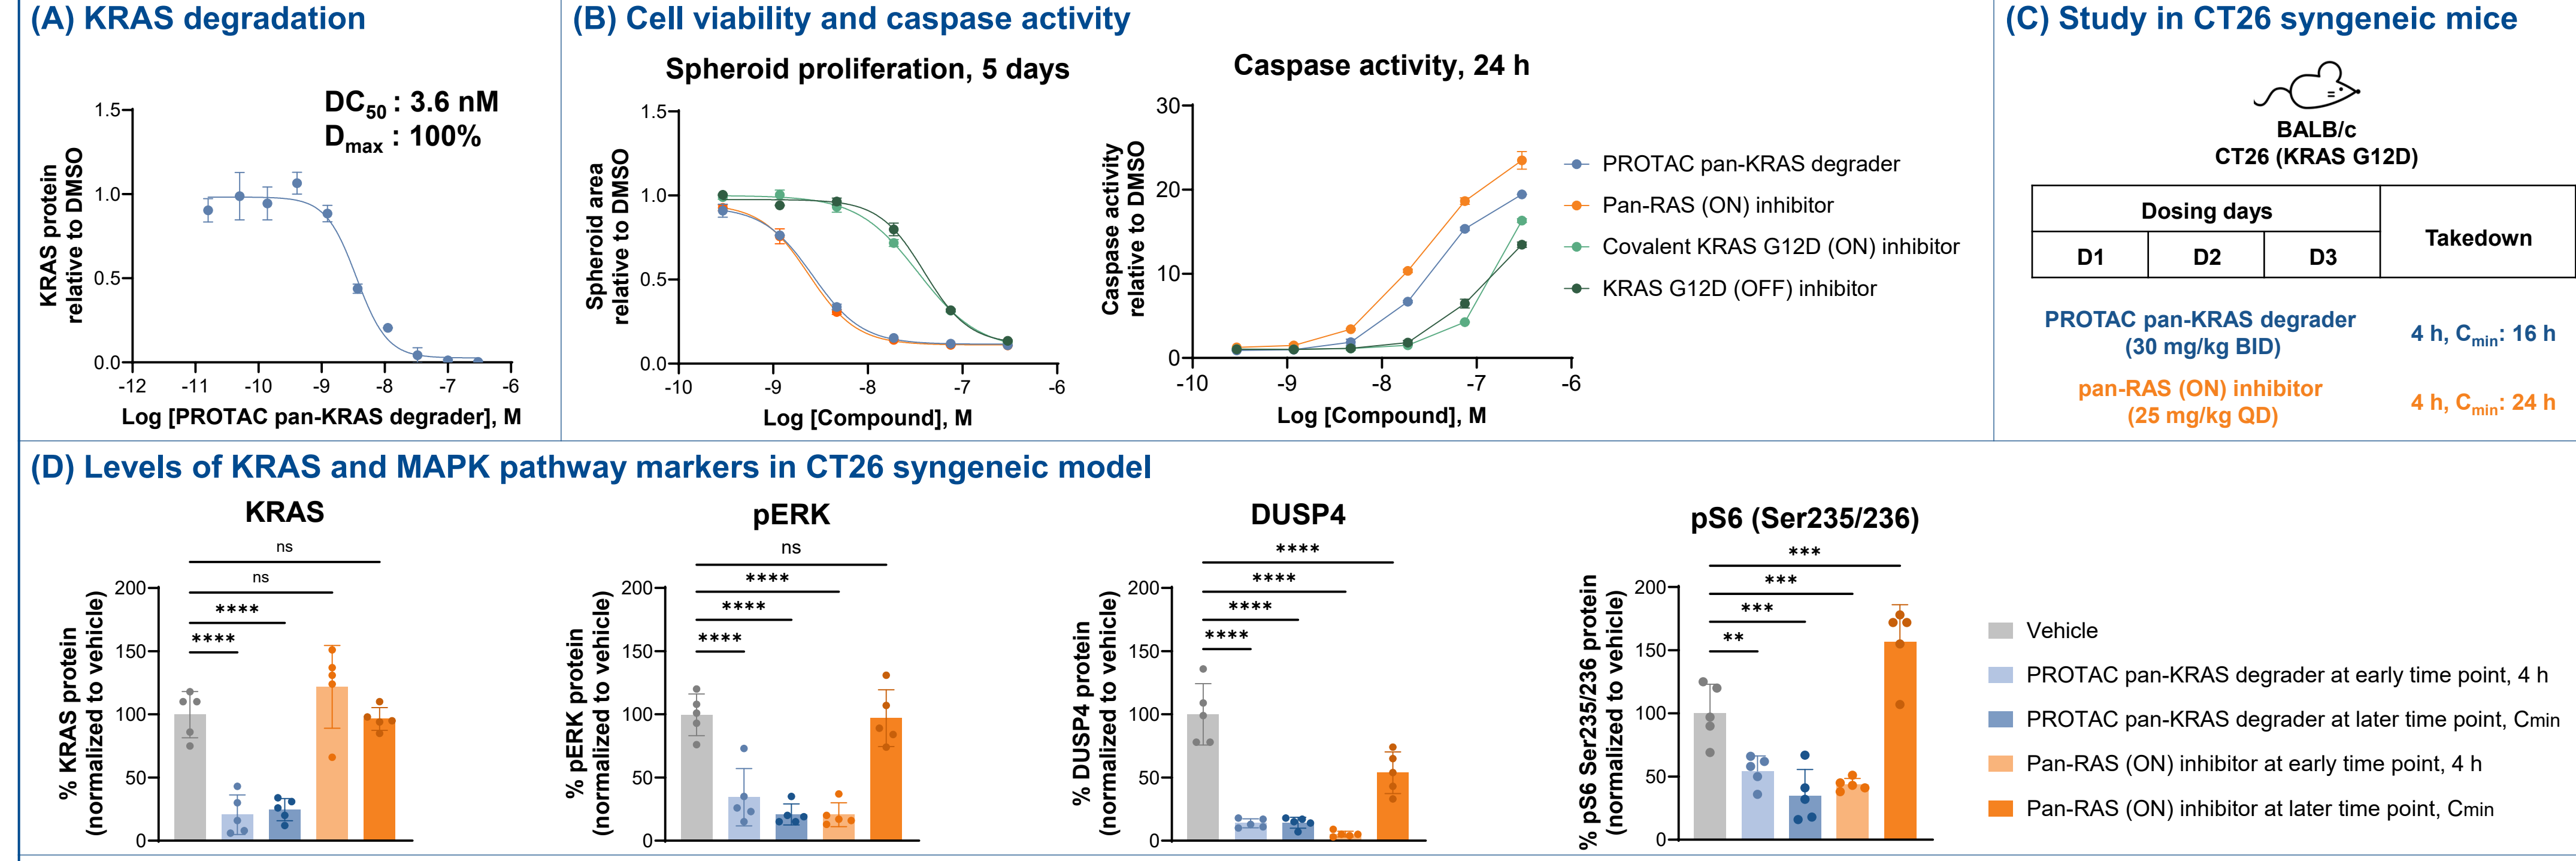 (A) KRAS degradation
DC50 : 3.6 nM
Dmax : 100%
KRAS protein
relative to DMSO
1.5
1.0
0.5
0.0
-12 -11 -10 -9 -8 -7 -6
Log [PROTAC pan-KRAS degrader], M
(B) Cell viability and caspase activity
Spheroid proliferation, 5 days
Spheroid area
relative to DMSO
1.5
1.0
0.5
0.0
-10 -9 -8 -7 -6
Log [Compound], M
Caspase activity, 24 h
Caspase activity
relative to DMSO
30
20
10
0
-10 -9 -8 -7 -6
Log [Compound], M
PROTAC pan-KRAS degrader
Pan-RAS (ON) inhibitor
Covalent KRAS G12D (ON) inhibitor
KRAS G12D (OFF) inhibitor
(C) Study in CT26 syngeneic mice
BALB/c
CT26 (KRAS G12D)
Dosing days
Takedown
D1 D2 D3
PROTAC pan-KRAS degrader
(30 mg/kg BID)
4 h, Cmin: 16 h
pan-RAS (ON) inhibitor
(25 mg/kg QD)
4 h, Cmin: 24 h
(D) Levels of KRAS and MAPK pathway markers in CT26 syngeneic model
KRAS
% KRAS protein
(normalized to vehicle)
ns
ns
****
****
200
150
100
50
0
pERK
% pERK protein
(normalized to vehicle)
ns
****
****
****
200
150
100
50
0
DUSP4
% DUSP4 protein
(normalized to vehicle)
****
****
****
****
200
150
100
50
0
pS6 (Ser235/236)
% pS6 Ser235/236 protein
(normalized to vehicle)
***
***
***
**
200
150
100
50
0
Vehicle
PROTAC pan-KRAS degrader at early time point, 4 h
PROTAC pan-KRAS degrader at later time point, Cmin
Pan-RAS (ON) inhibitor at early time point, 4 h
Pan-RAS (ON) inhibitor at later time point, Cmin